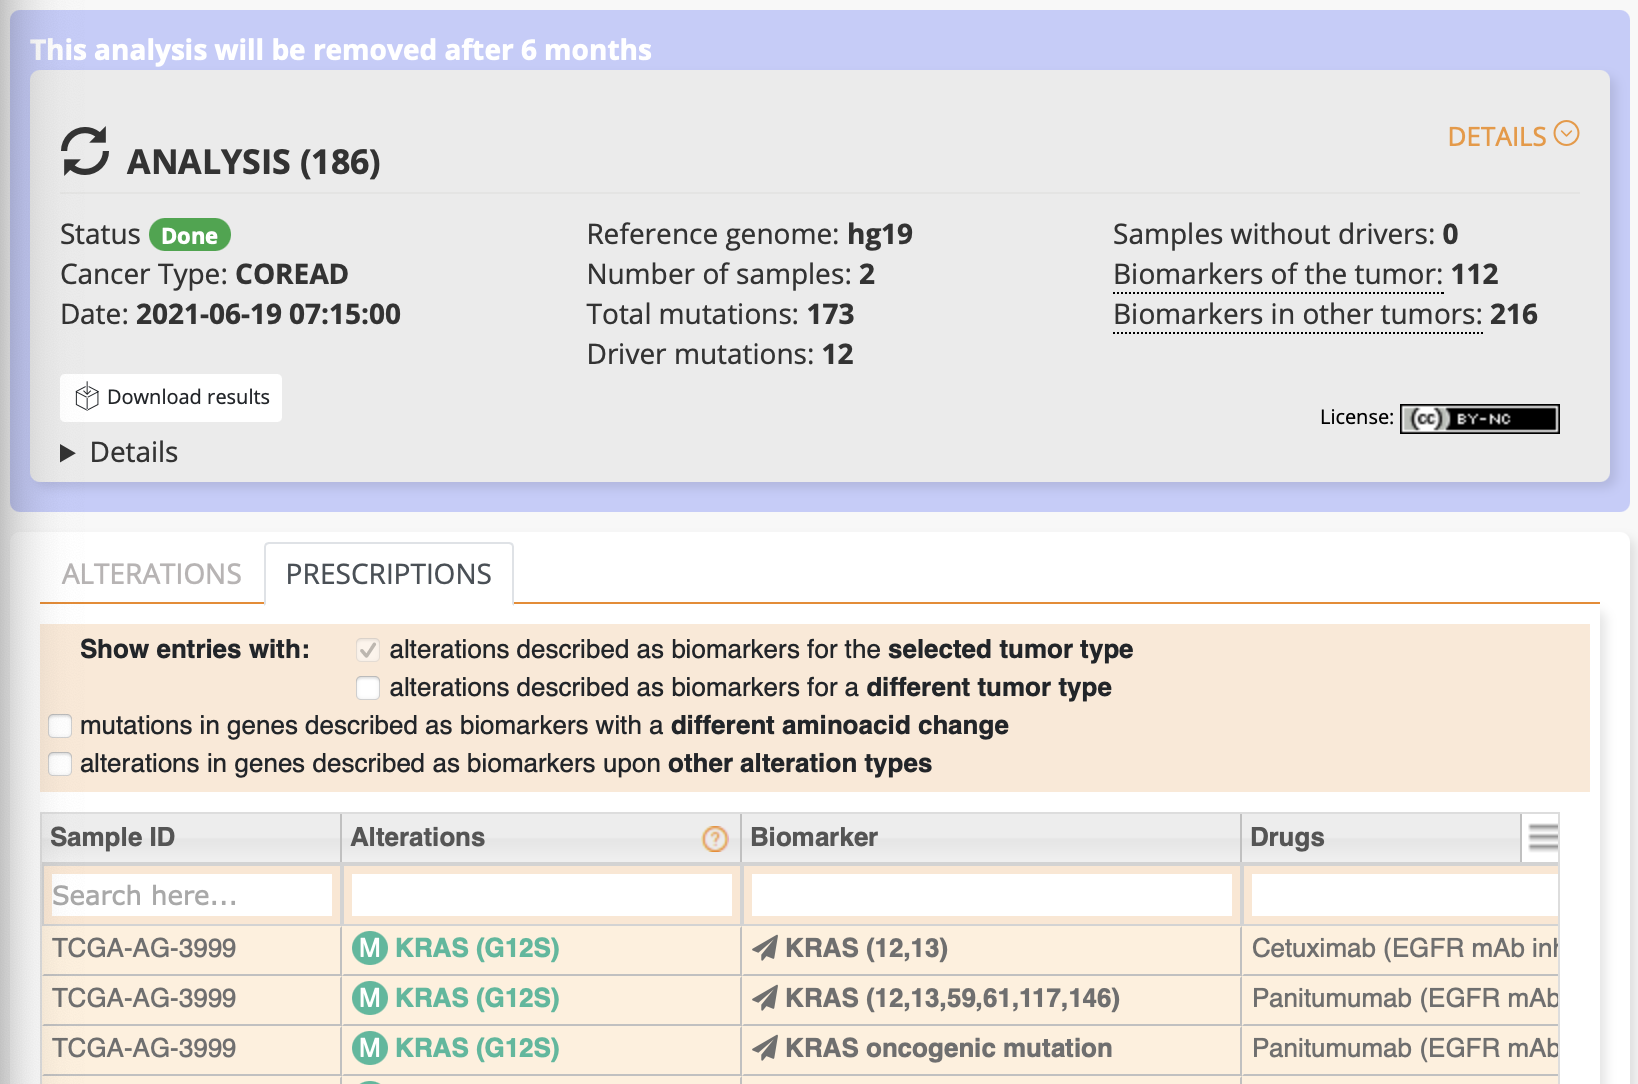 This analysis will be removed after 6 months
ANALYSIS (186)
DETAILS
Status Done
Cancer Type: COREAD
Date: 2021-06-19 07:15:00
Reference genome: hg19
Number of samples: 2
Total mutations: 173
Driver mutations: 12
Samples without drivers: 0
Biomarkers of the tumor: 112
Biomarkers in other tumors: 216
Download results
License: cc BY-NC
Details
ALTERATIONS PRESCRIPTIONS
Show entries with: alterations described as biomarkers for the selected tumor type
alterations described as biomarkers for a different tumor type
mutations in genes described as biomarkers with a different aminoacid change
alterations in genes described as biomarkers upon other alteration types
Sample ID Alterations ? Biomarker Drugs
Search here...
TCGA-AG-3999 M KRAS (G12S) KRAS (12,13) Cetuximab (EGFR mAb inh
TCGA-AG-3999 M KRAS (G12S) KRAS (12,13,59,61,117,146) Panitumumab (EGFR mAb
TCGA-AG-3999 M KRAS (G12S) KRAS oncogenic mutation Panitumumab (EGFR mAb